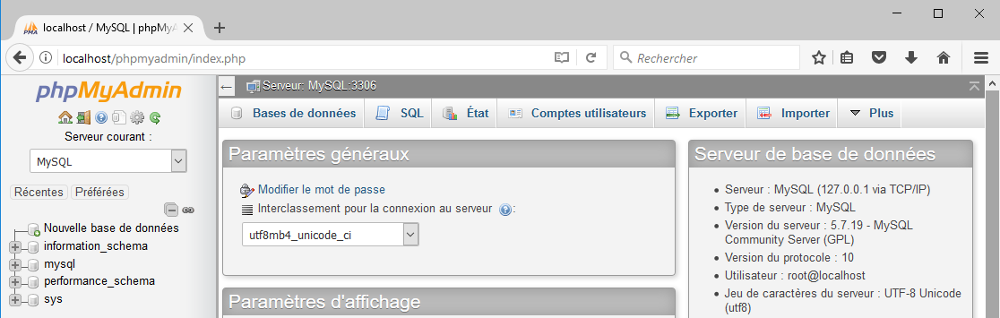 localhost / MySQL | phpMyA
localhost/phpmyadmin/index.php
Rechercher
phpMyAdmin
Serveur courant :
MySQL
Récentes Préférées
Nouvelle base de données
information_schema
mysql
performance_schema
sys
Serveur: MySQL:3306
Bases de données SQL État Comptes utilisateurs Exporter Importer Plus
Paramètres généraux
Modifier le mot de passe
Interclassement pour la connexion au serveur :
utf8mb4_unicode_ci
Paramètres d'affichage
Serveur de base de données
Serveur : MySQL (127.0.0.1 via TCP/IP)
Type de serveur : MySQL
Version du serveur : 5.7.19 - MySQL
Community Server (GPL)
Version du protocole : 10
Utilisateur : root@localhost
Jeu de caractères du serveur : UTF-8 Unicode
(utf8)